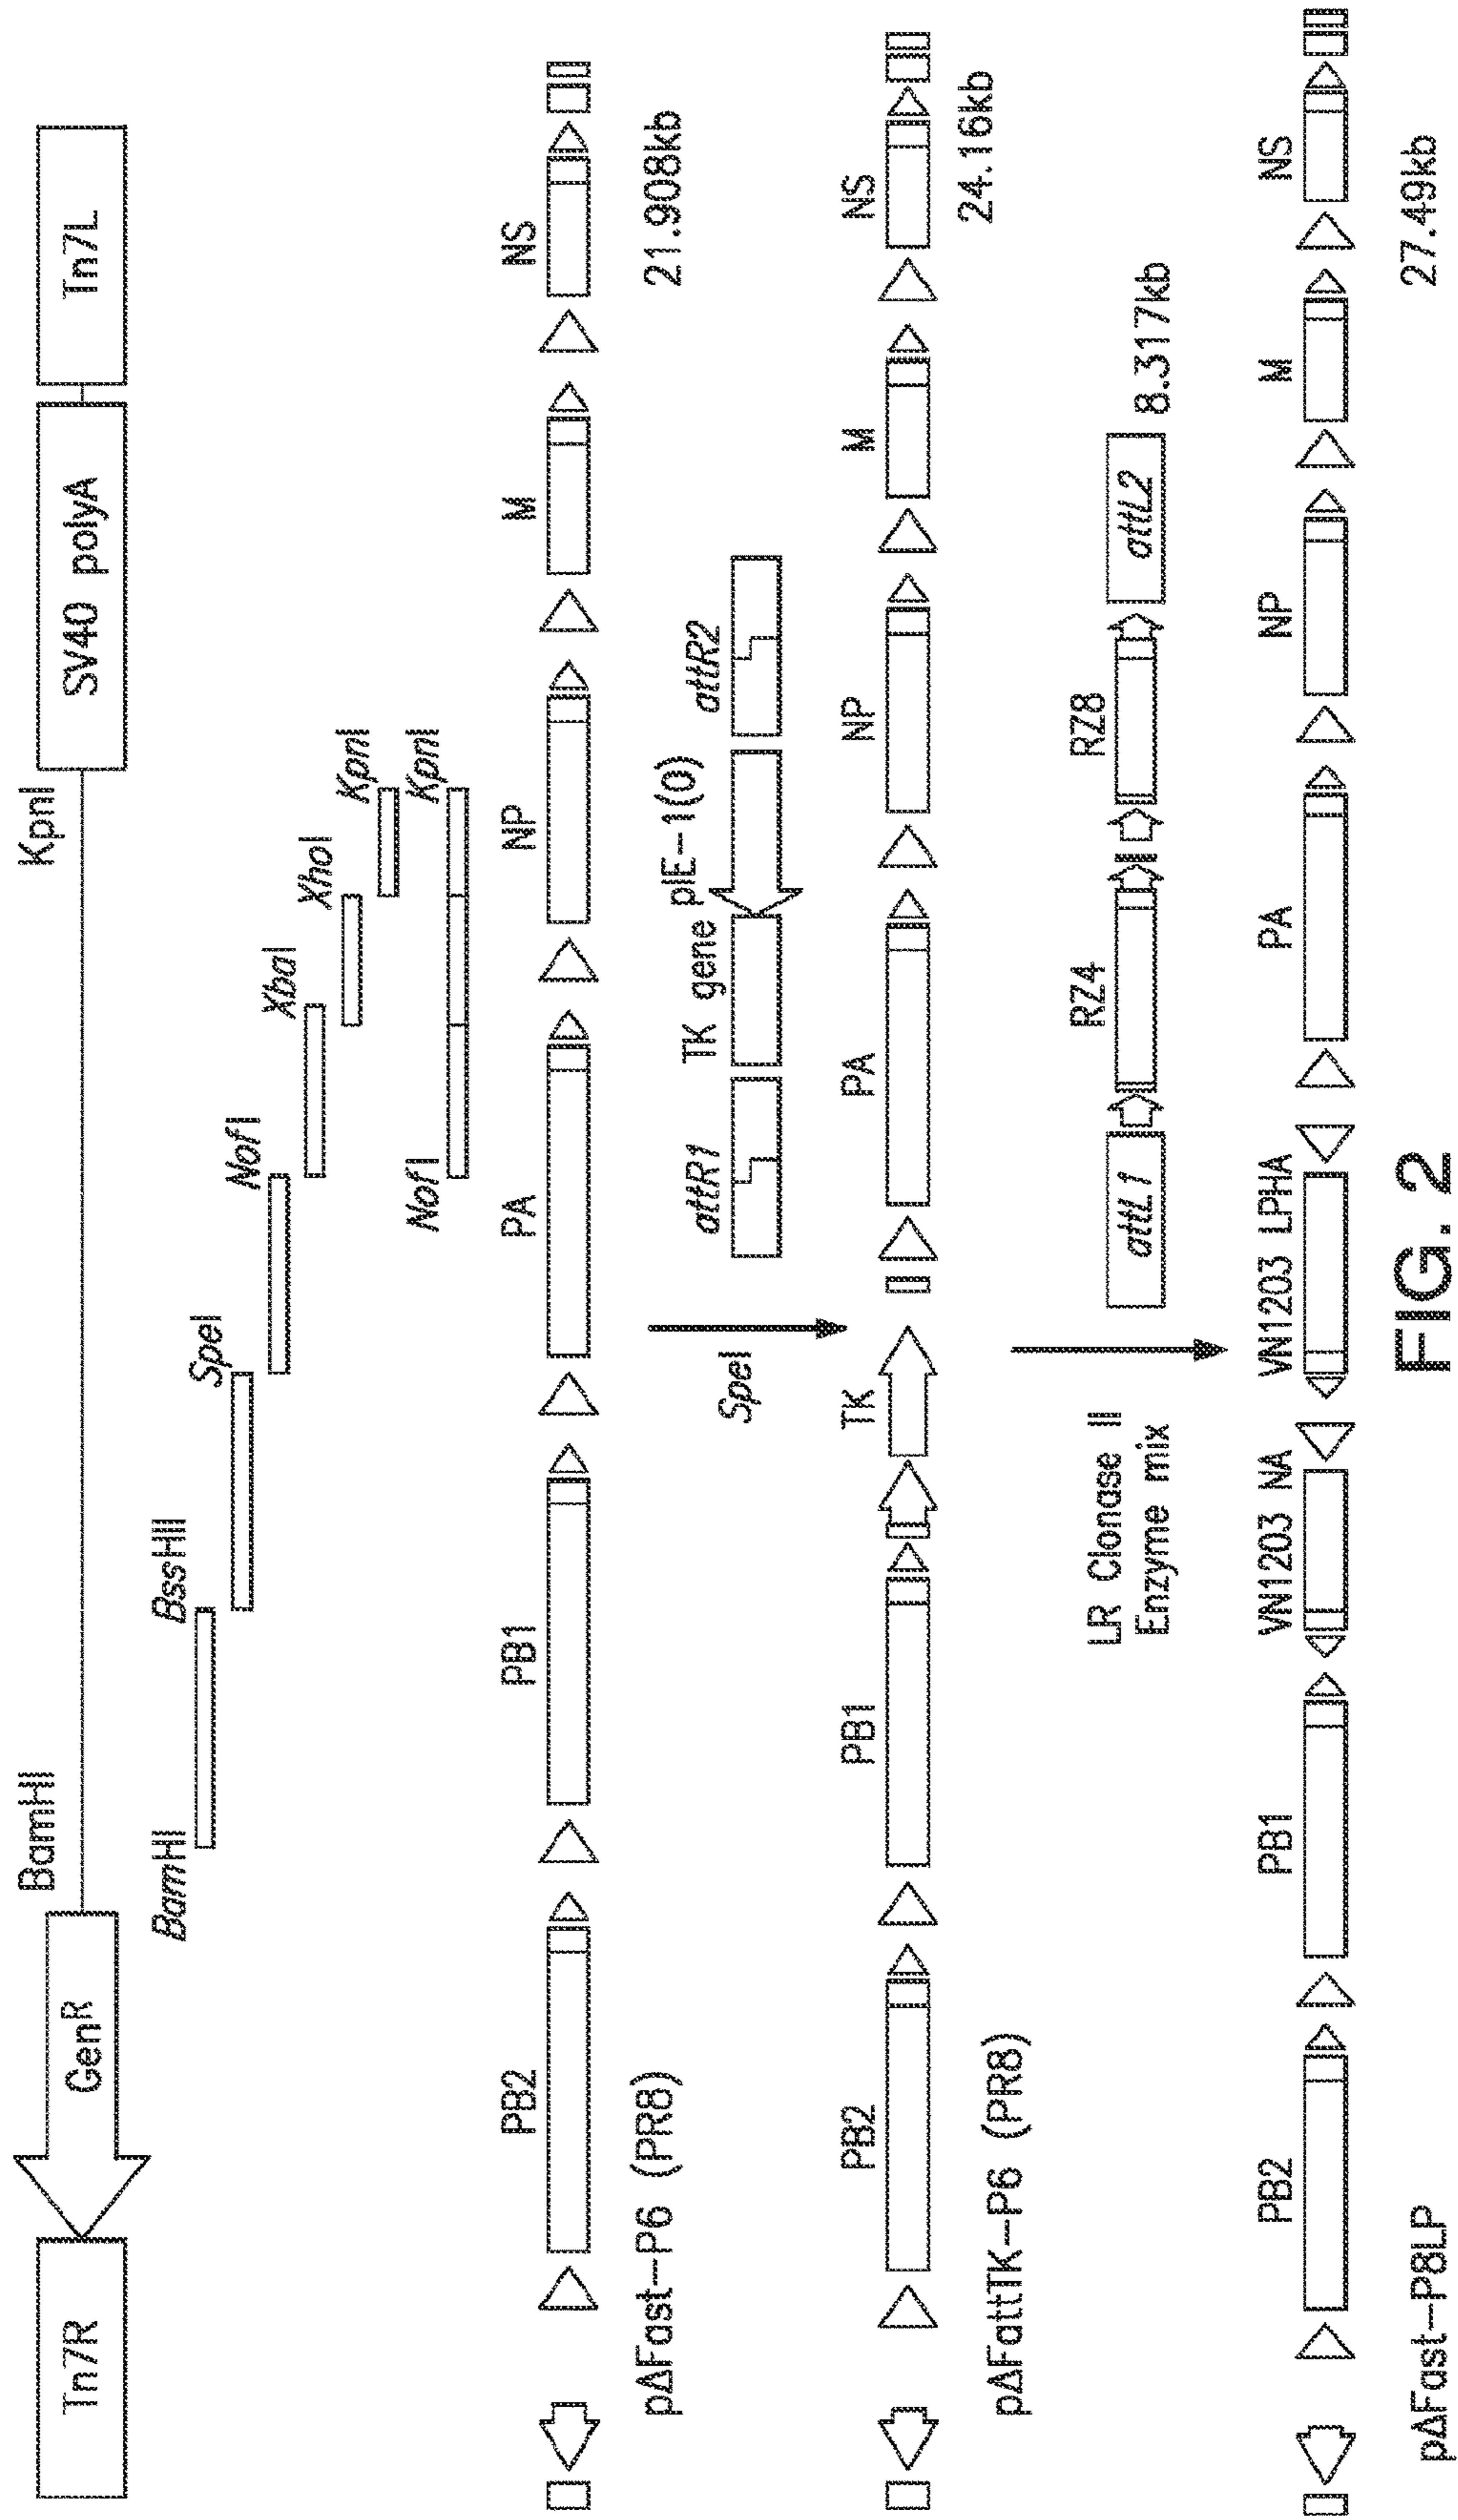 BamHI
KpnI
Tn7R
Gen^R
SV40 polyA
Tn7L
BamHI
BssHII
SpeI
NotI
XbaI
XhoI
KpnI
NotI
KpnI
PB2
PB1
PA
NP
M
NS
pΔFast-P6 (PR8)
21.908kb
SpeI
TK gene
pIE-1(0)
attR1
attR2
PB2
PB1
TK
PA
NP
M
NS
pΔFattTK-P6 (PR8)
24.16kb
LR Clonase II
Enzyme mix
RZ4
RZ8
attL1
attL2
8.317kb
PB2
PB1
VN1203 NA
VN1203 LPHA
PA
NP
M
NS
pΔFast-P8LP
27.49kb
FIG. 2